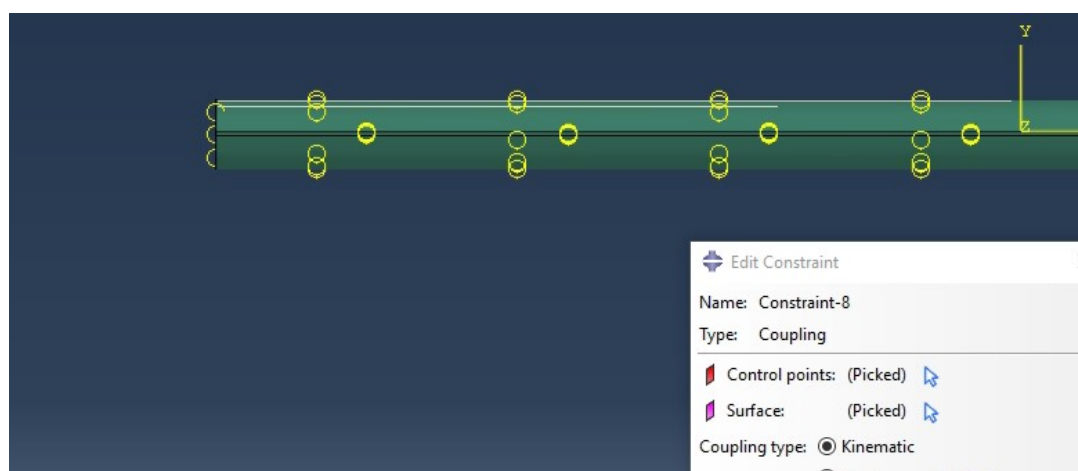 Y
Z
Edit Constraint
Name: Constraint-8
Type: Coupling
Control points: (Picked)
Surface: (Picked)
Coupling type: Kinematic